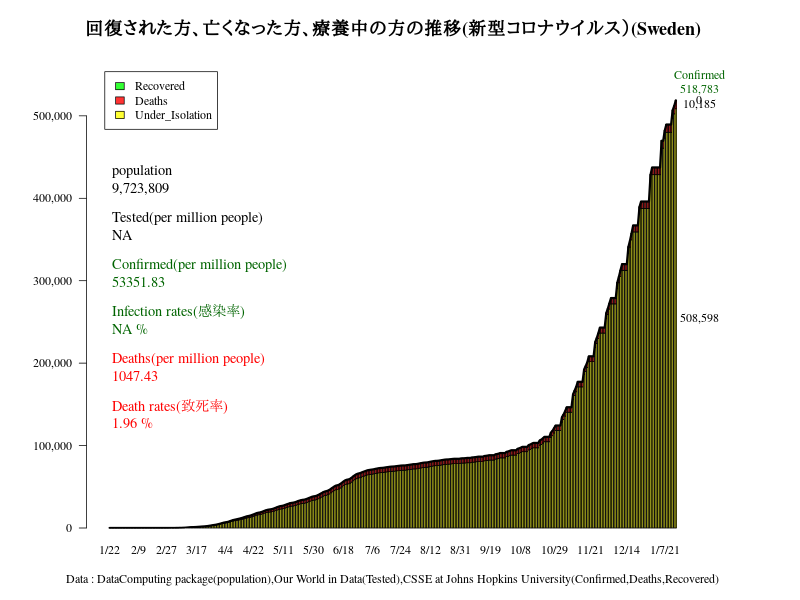 回復された方、亡くなった方、療養中の方の推移(新型コロナウイルス)(Sweden)
Recovered
Deaths
Under_Isolation
Confirmed
518,783
0
10,185
508,598
population
9,723,809
Tested(per million people)
NA
Confirmed(per million people)
53351.83
Infection rates(感染率)
NA %
Deaths(per million people)
1047.43
Death rates(致死率)
1.96 %
500,000
400,000
300,000
200,000
100,000
0
1/22 2/9 2/27 3/17 4/4 4/22 5/11 5/30 6/18 7/6 7/24 8/12 8/31 9/19 10/8 10/29 11/21 12/14 1/7/21
Data : DataComputing package(population),Our World in Data(Tested),CSSE at Johns Hopkins University(Confirmed,Deaths,Recovered)